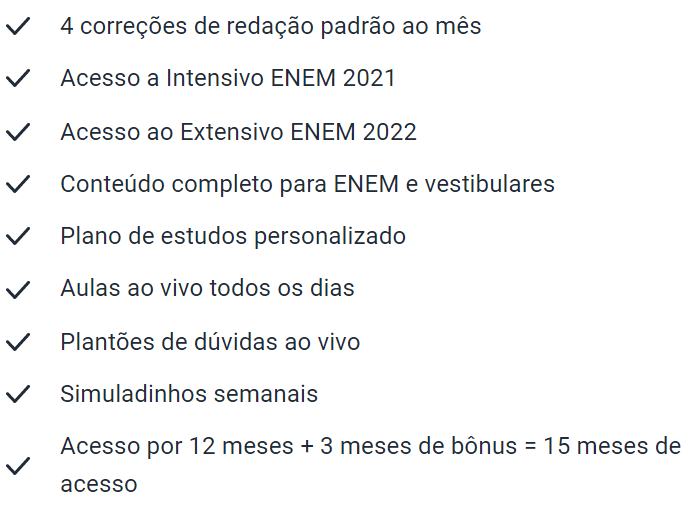 4 correções de redação padrão ao mês
Acesso a Intensivo ENEM 2021
Acesso ao Extensivo ENEM 2022
Conteúdo completo para ENEM e vestibulares
Plano de estudos personalizado
Aulas ao vivo todos os dias
Plantões de dúvidas ao vivo
Simuladinhos semanais
Acesso por 12 meses + 3 meses de bônus = 15 meses de
acesso